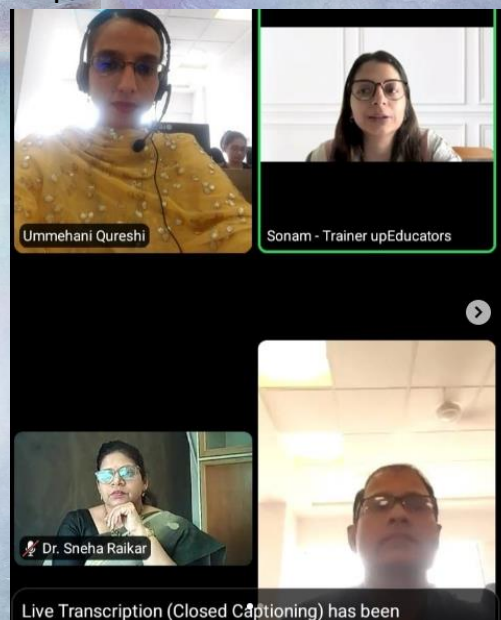 Ummehani Qureshi
Sonam - Trainer upEducators
Dr. Sneha Raikar
Live Transcription (Closed Captioning) has been